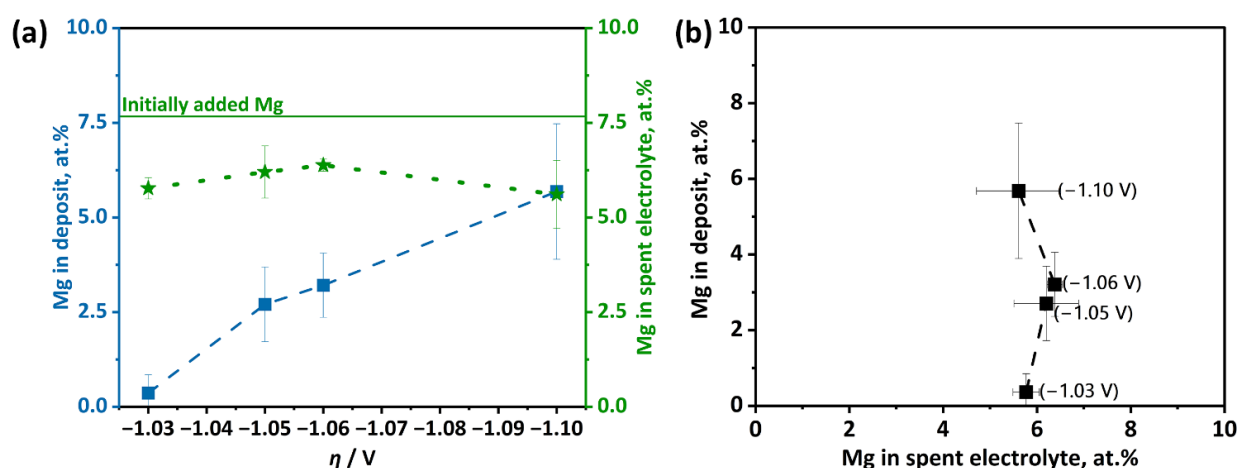 (a)
10.0
7.5
5.0
2.5
0.0
Mg in deposit, at.%
Initially added Mg
10.0
7.5
5.0
2.5
0.0
Mg in spent electrolyte, at.%
−1.03 −1.04 −1.05 −1.06 −1.07 −1.08 −1.09 −1.10
η / V
(b)
10
8
6
4
2
0
Mg in deposit, at.%
(−1.10 V)
(−1.06 V)
(−1.05 V)
(−1.03 V)
0 2 4 6 8 10
Mg in spent electrolyte, at.%